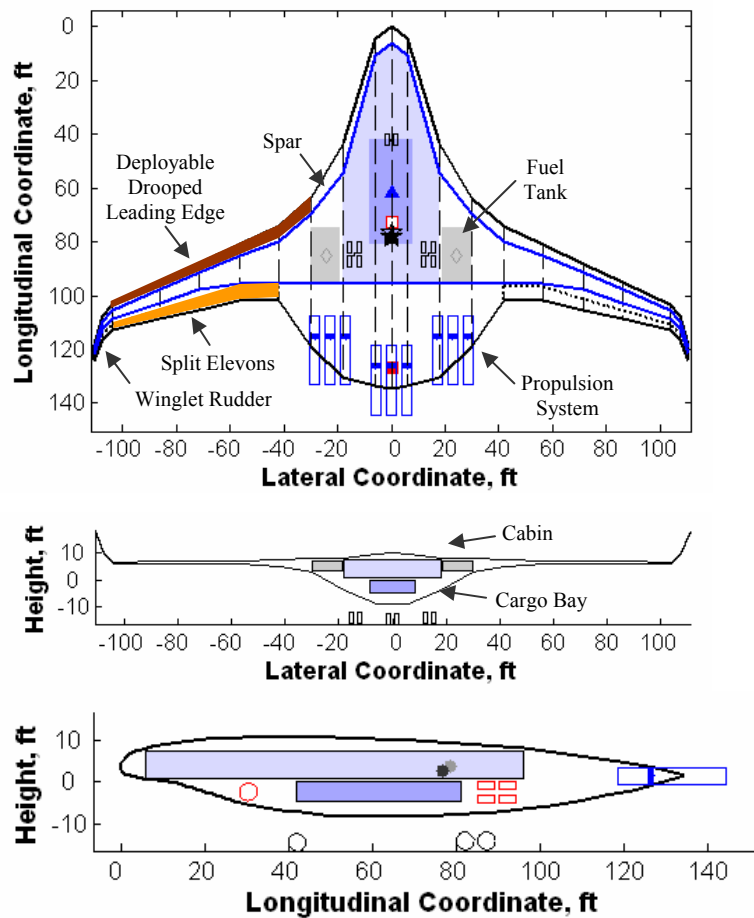 0
20
40
60
80
100
120
140
Longitudinal Coordinate, ft
Spar
Deployable
Drooped
Leading Edge
Fuel
Tank
Split Elevons
Winglet Rudder
Propulsion
System
-100 -80 -60 -40 -20 0 20 40 60 80 100
Lateral Coordinate, ft
Height, ft
10
0
-10
Cabin
Cargo Bay
-100 -80 -60 -40 -20 0 20 40 60 80 100
Lateral Coordinate, ft
Height, ft
10
0
-10
0 20 40 60 80 100 120 140
Longitudinal Coordinate, ft